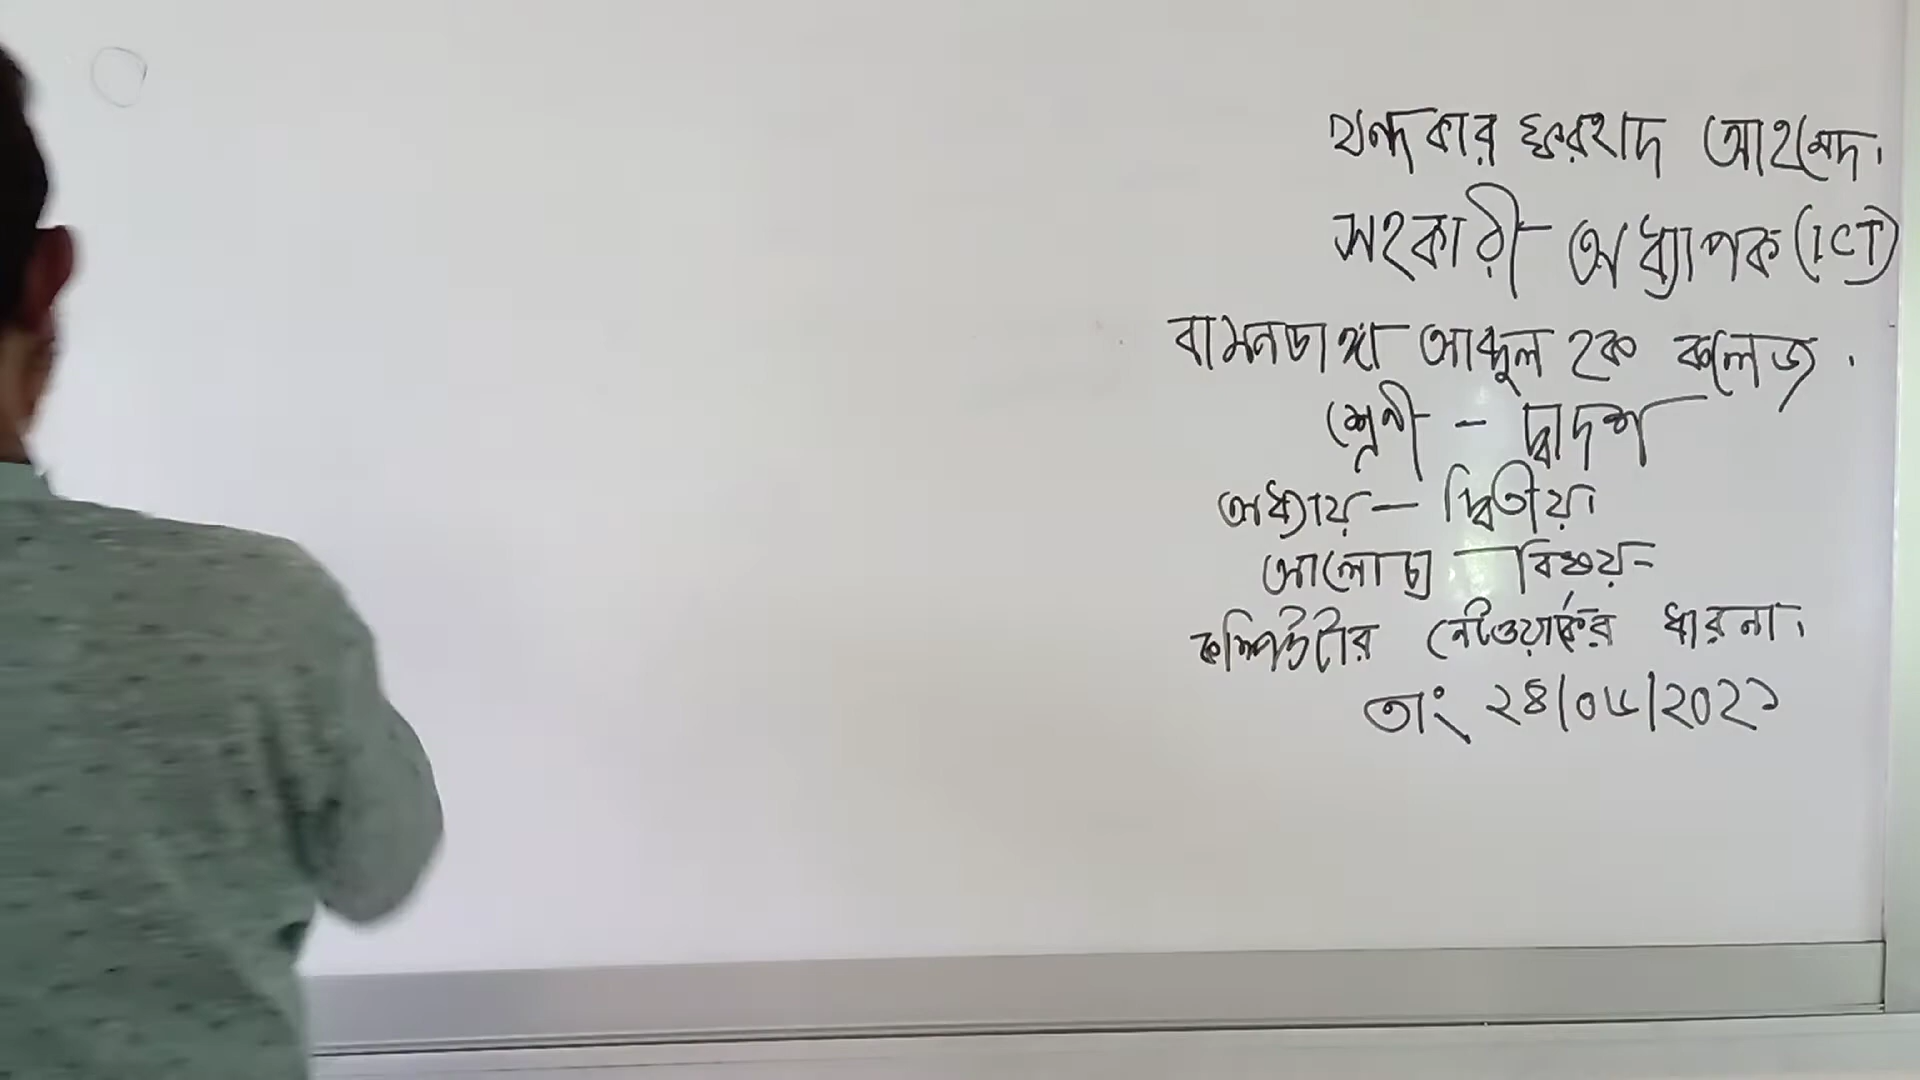 খন্দকার ফরহাদ আহমেদ।
সহকারী অধ্যাপক (ICT)
বামনডাঙ্গা আব্দুল হক কলেজ.
শ্রেনী - দ্বাদশ
অধ্যায় - দ্বিতীয়।
আলোচ্য বিষয়-
কম্পিউটার নেটওয়ার্কের ধারনা।
তাং ২৪/০৬/২০২১